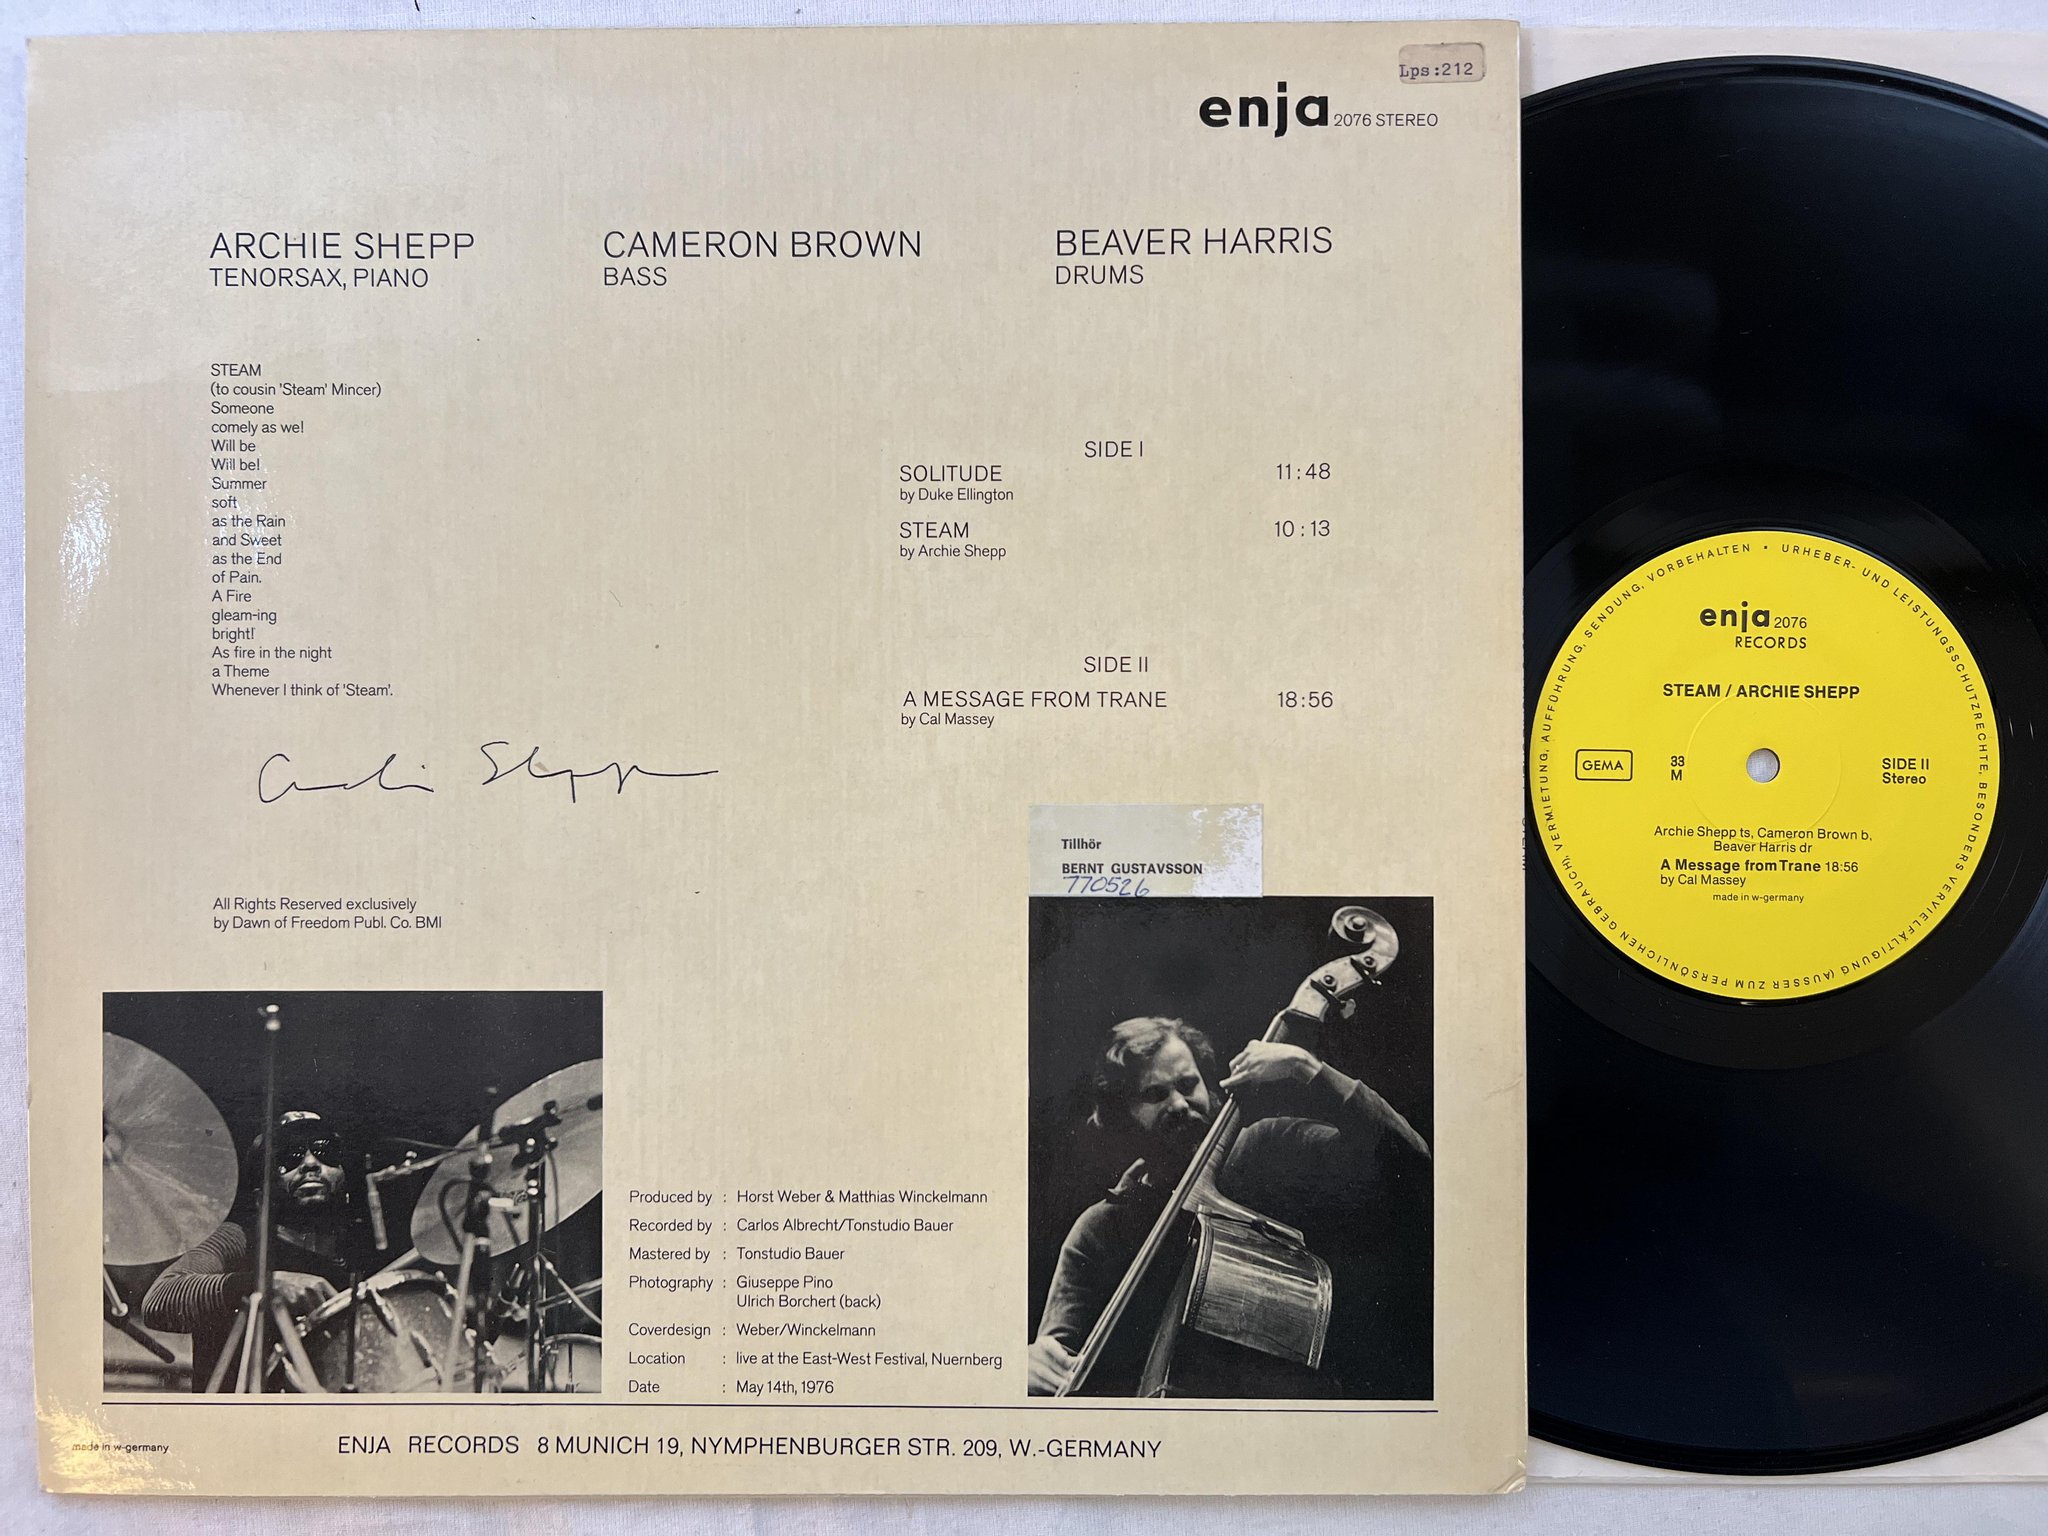 Lps:212
enja 2076 STEREO
ARCHIE SHEPP
TENORSAX, PIANO
CAMERON BROWN
BASS
BEAVER HARRIS
DRUMS
STEAM
(to cousin 'Steam' Mincer)
Someone
comely as we!
Will be
Will be!
Summer
soft
as the Rain
and Sweet
as the End
of Pain.
A Fire
gleam-ing
bright!
As fire in the night
a Theme
Whenever I think of 'Steam'.
Archie Shepp
All Rights Reserved exclusively
by Dawn of Freedom Publ. Co. BMI
SIDE I
SOLITUDE 11:48
by Duke Ellington
STEAM 10:13
by Archie Shepp
SIDE II
A MESSAGE FROM TRANE 18:56
by Cal Massey
Tillhör
BERNT GUSTAVSSON
770526
Produced by : Horst Weber & Matthias Winckelmann
Recorded by : Carlos Albrecht/Tonstudio Bauer
Mastered by : Tonstudio Bauer
Photography : Giuseppe Pino
Ulrich Borchert (back)
Coverdesign : Weber/Winckelmann
Location : live at the East-West Festival, Nuernberg
Date : May 14th, 1976
made in w-germany
ENJA RECORDS 8 MUNICH 19, NYMPHENBURGER STR. 209, W.-GERMANY
URHEBER- UND LEISTUNGSSCHUTZRECHTE, BESONDERS VERVIELFÄLTIGUNG (AUSSER ZUM PERSÖNLICHEN GEBRAUCH), VERMIETUNG, AUFFÜHRUNG, SENDUNG, VORBEHALTEN •
enja 2076
RECORDS
STEAM / ARCHIE SHEPP
GEMA
33
M
SIDE II
Stereo
Archie Shepp ts, Cameron Brown b,
Beaver Harris dr
A Message from Trane 18:56
by Cal Massey
made in w-germany